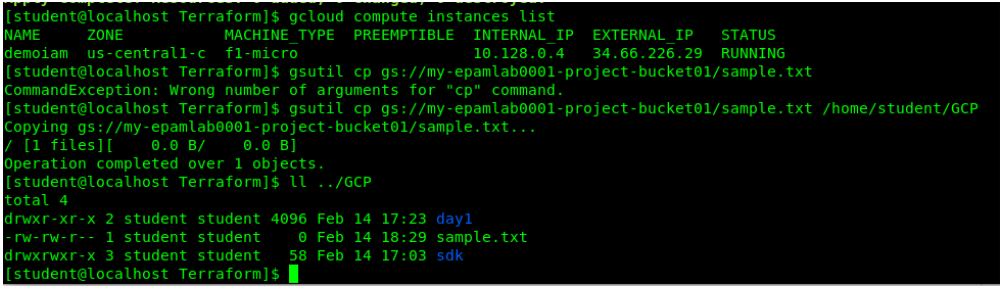 [student@localhost Terraform]$ gcloud compute instances list
NAME     ZONE           MACHINE_TYPE  PREEMPTIBLE  INTERNAL_IP  EXTERNAL_IP   STATUS
demoiam  us-central1-c  f1-micro                   10.128.0.4   34.66.226.29  RUNNING
[student@localhost Terraform]$ gsutil cp gs://my-epamlab0001-project-bucket01/sample.txt
CommandException: Wrong number of arguments for "cp" command.
[student@localhost Terraform]$ gsutil cp gs://my-epamlab0001-project-bucket01/sample.txt /home/student/GCP
Copying gs://my-epamlab0001-project-bucket01/sample.txt...
/ [1 files][    0.0 B/    0.0 B]
Operation completed over 1 objects.
[student@localhost Terraform]$ ll ../GCP
total 4
drwxr-xr-x 2 student student 4096 Feb 14 17:23 day1
-rw-rw-r-- 1 student student    0 Feb 14 18:29 sample.txt
drwxrwxr-x 3 student student   58 Feb 14 17:03 sdk
[student@localhost Terraform]$